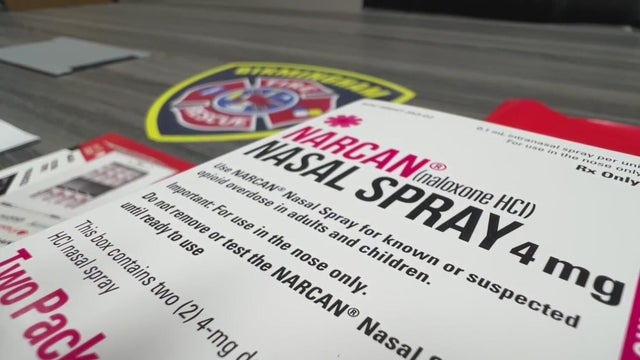 BIRMINGHAM
FIRE
RESCUE
0.1 mL intranasal spray per unit
For use in the nose only
Rx Only
NARCAN® (naloxone HCl)
NASAL SPRAY 4 mg
Use NARCAN® Nasal Spray for known or suspected
opioid overdose in adults and children.
Important: For use in the nose only.
Do not remove or test the NARCAN® Nasal
until ready to use
This box contains two (2) 4-mg d
HCl nasal spray
Two Pack